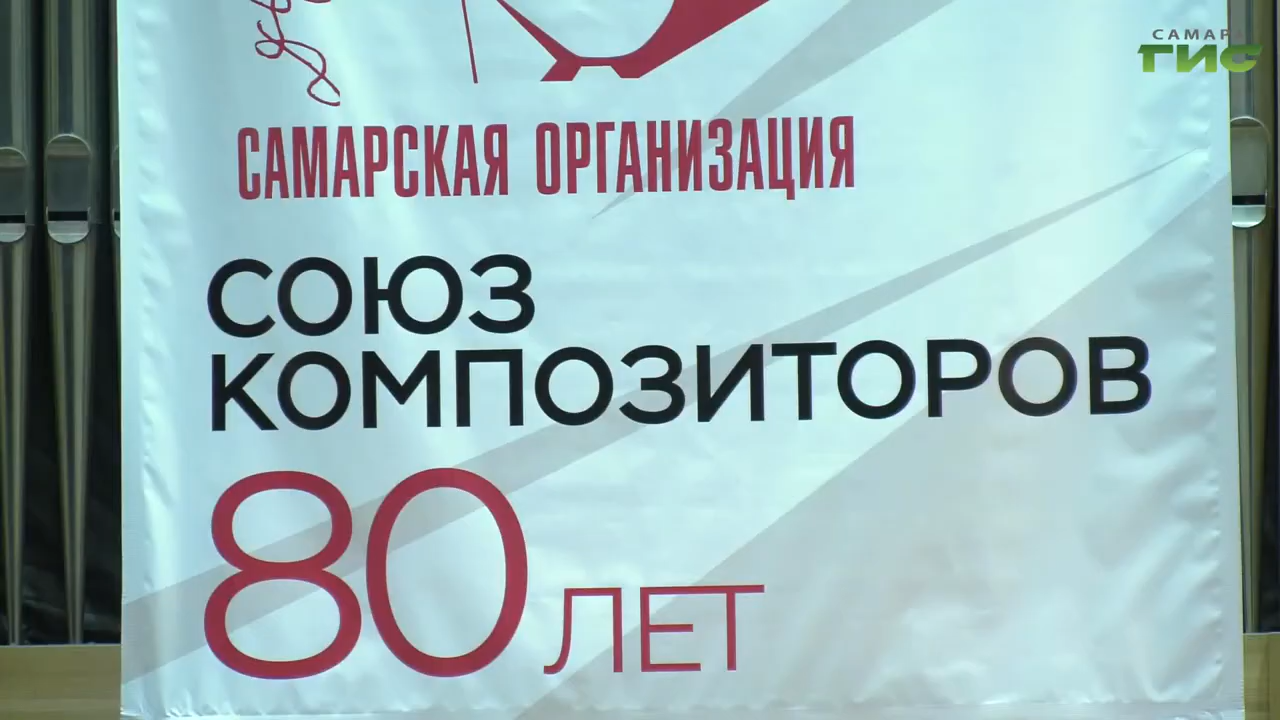 САМАРА
ГИС
САМАРСКАЯ ОРГАНИЗАЦИЯ
СОЮЗ
КОМПОЗИТОРОВ
80 ЛЕТ